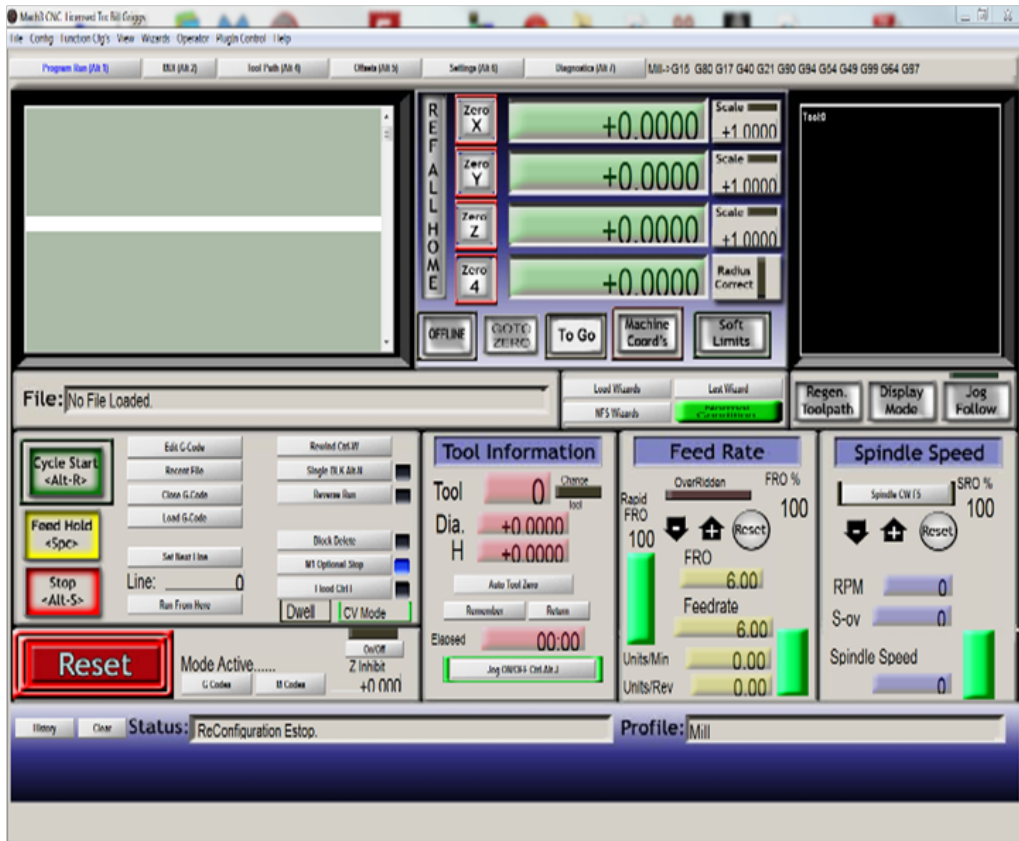 Mach3 CNC Licensed To: Bill Griggs
File Config Function Cfg's View Wizards Operator PlugIn Control Help
Program Run (Alt 1) MDI (Alt 2) Tool Path (Alt 4) Offsets (Alt 5) Settings (Alt 6) Diagnostics (Alt 7) Mill->G15 G80 G17 G40 G21 G90 G94 G54 G49 G99 G64 G97
REF ALL HOME
Zero X +0.0000 Scale +1.0000
Zero Y +0.0000 Scale +1.0000
Zero Z +0.0000 Scale +1.0000
Zero 4 +0.0000 Radius Correct
Tool:0
OFFLINE GOTO ZERO To Go Machine Coord's Soft Limits
File: No File Loaded.
Load Wizards Last Wizard
NFS Wizards Normal Condition
Regen. Toolpath Display Mode Jog Follow
Cycle Start <Alt-R>
Feed Hold <Spc>
Stop <Alt-S>
Edit G-Code
Recent File
Close G-Code
Load G-Code
Set Next Line
Line: 0
Run From Here
Rewind Ctrl-W
Single BLK Alt-N
Reverse Run
Block Delete
M1 Optional Stop
Flood Ctrl-F
Dwell CV Mode
Tool Information
Tool 0 Change Tool
Dia. +0.0000
H +0.0000
Auto Tool Zero
Remember Return
Elapsed 00:00
Jog ON/OFF Ctrl-Alt-J
Feed Rate
OverRidden FRO %
100
Rapid FRO
100
Reset
FRO
6.00
Feedrate
6.00
Units/Min 0.00
Units/Rev 0.00
Spindle Speed
Spindle CW F5 SRO %
100
Reset
RPM 0
S-ov 0
Spindle Speed
0
Reset
Mode Active......
G Codes M Codes
On/Off
Z Inhibit
+0.000
History Clear Status: ReConfiguration Estop. Profile: Mill